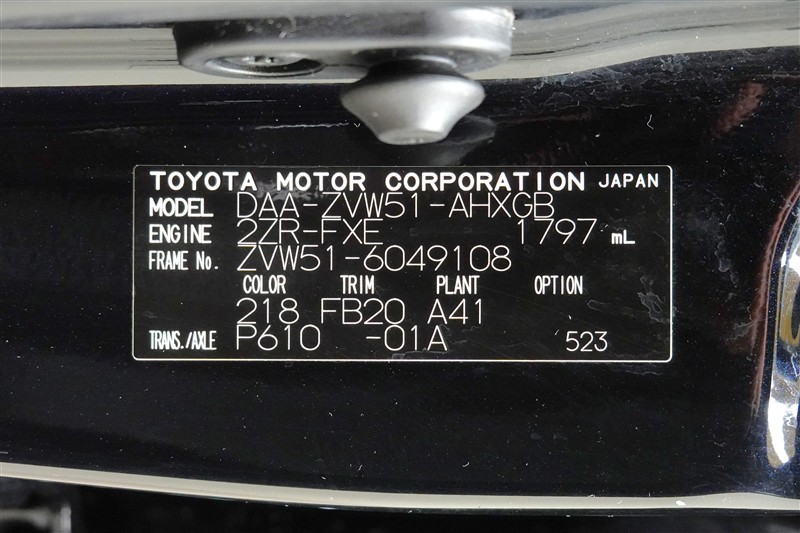 TOYOTA MOTOR CORPORATION JAPAN
MODEL DAA-ZVW51-AHXGB
ENGINE 2ZR-FXE 1797 mL
FRAME No. ZVW51-6049108
COLOR TRIM PLANT OPTION
218 FB20 A41
TRANS./AXLE P610 -01A 523